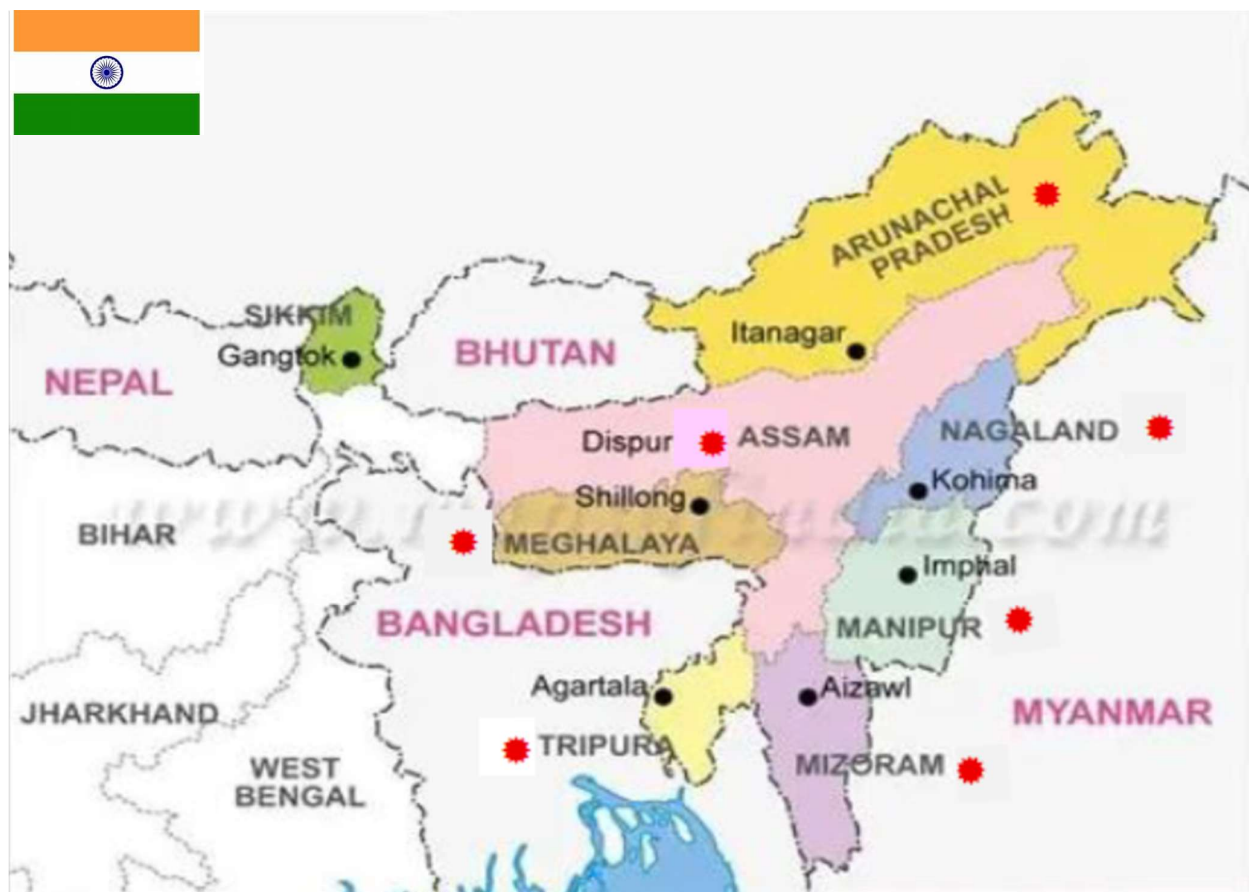 ARUNACHAL
PRADESH
SIKKIM
Itanagar
Gangtok
BHUTAN
NEPAL
Dispur
ASSAM
NAGALAND
Kohima
Shillong
BIHAR
MEGHALAYA
Imphal
BANGLADESH
MANIPUR
Agartala
Aizawl
JHARKHAND
MYANMAR
TRIPURA
MIZORAM
WEST
BENGAL